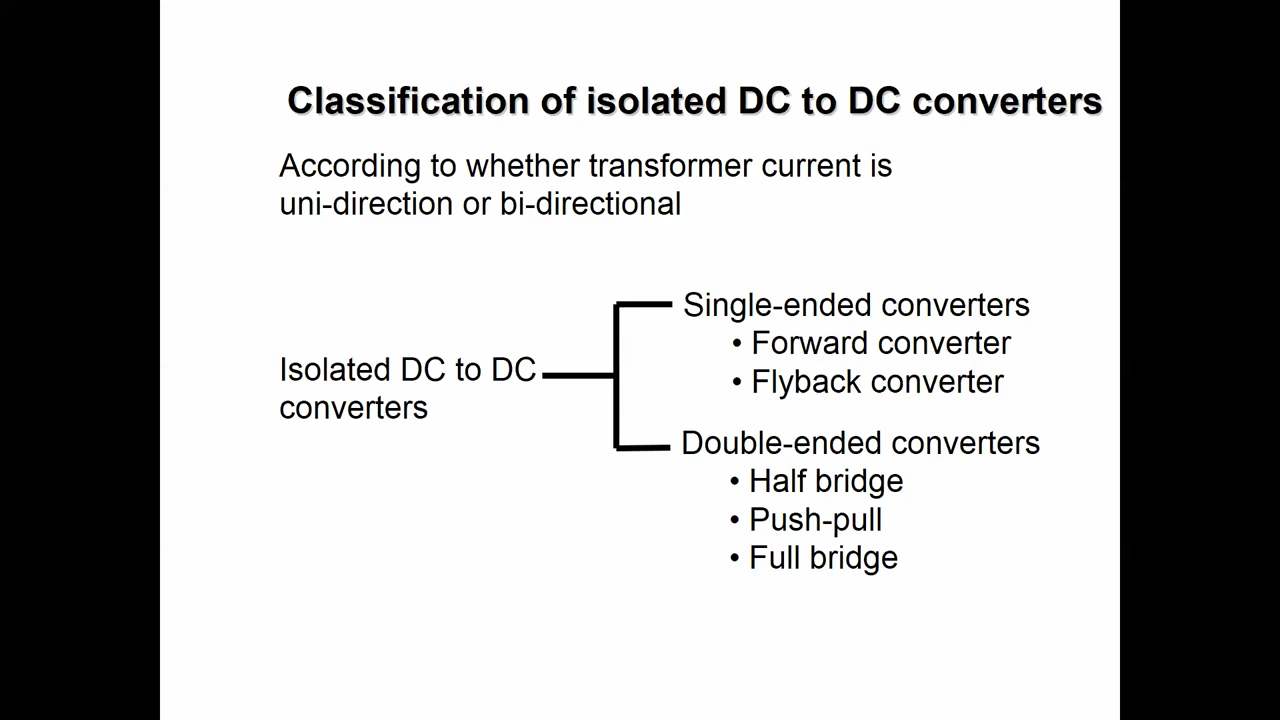 Classification of isolated DC to DC converters
According to whether transformer current is
uni-direction or bi-directional
Isolated DC to DC
converters
Single-ended converters
• Forward converter
• Flyback converter
Double-ended converters
• Half bridge
• Push-pull
• Full bridge